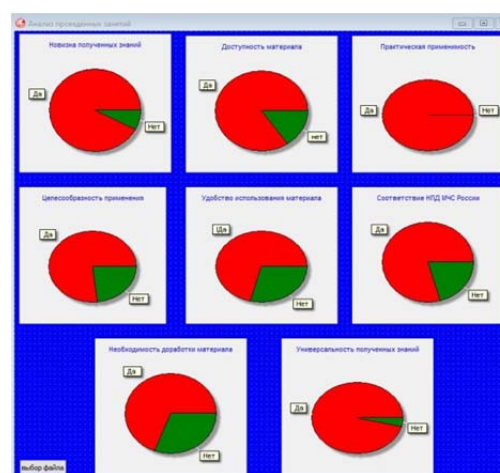 Анализ проведенных занятий
Новизна полученных знаний
Да
Нет
Доступность материала
Да
нет
Практическая применимость
Да
Нет
Целесообразность применения
Да
Нет
Удобство использования материала
Да
Нет
Соответствие НПД МЧС России
Да
Нет
Необходимость доработки материала
Да
Нет
Универсальность полученных знаний
Да
Нет
выбор файла